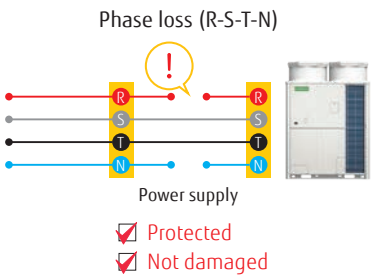 Phase loss (R-S-T-N)
!
R R
S S
T T
N N
Power supply
Protected
Not damaged